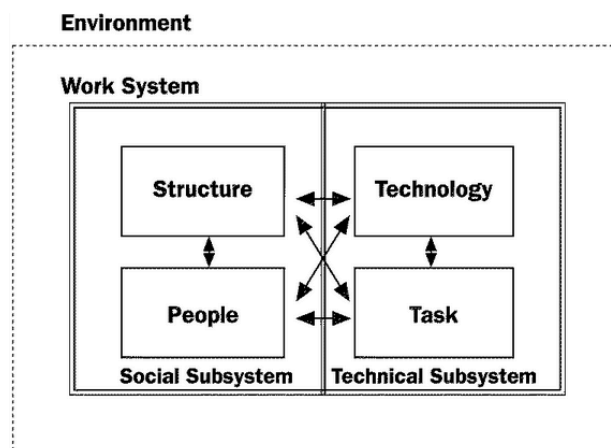 Environment
Work System
Structure
Technology
People
Task
Social Subsystem
Technical Subsystem